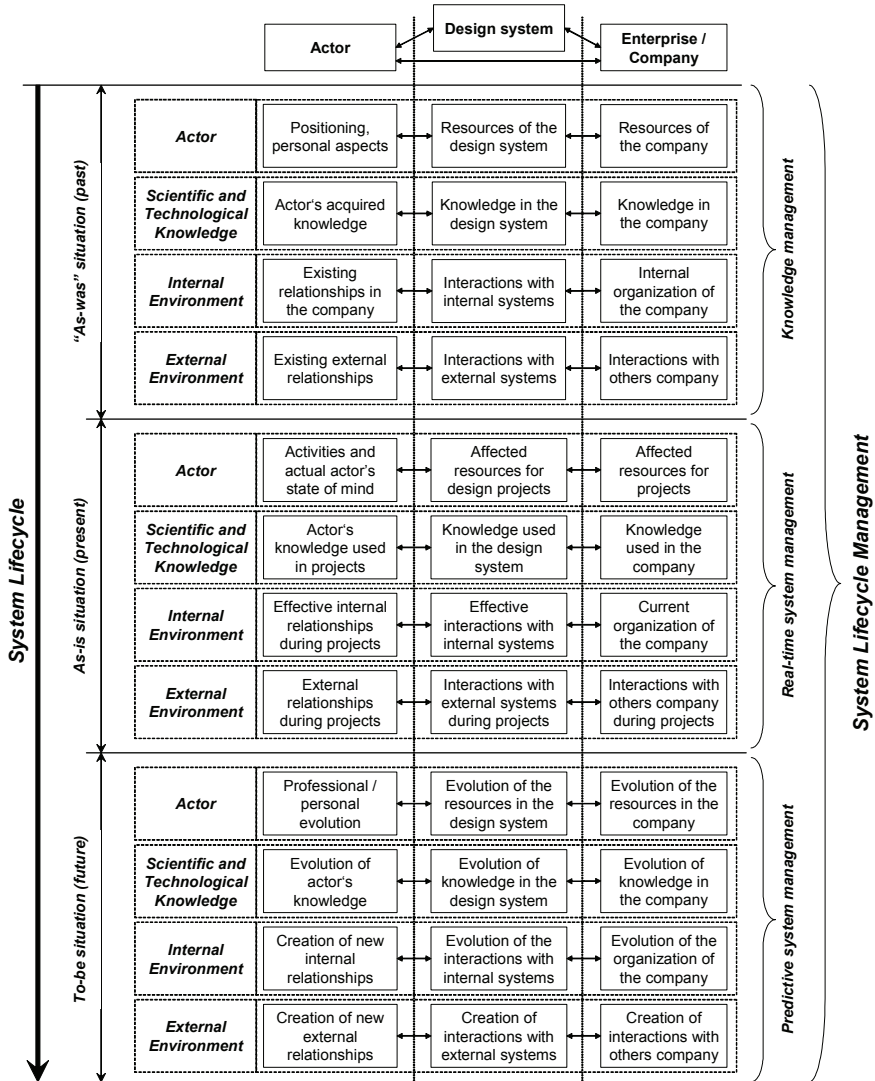 Actor
Design system
Enterprise /
Company
System Lifecycle
"As-was" situation (past)
Actor
Positioning,
personal aspects
Resources of the
design system
Resources of
the company
Scientific and
Technological
Knowledge
Actor's acquired
knowledge
Knowledge in the
design system
Knowledge in
the company
Internal
Environment
Existing
relationships in
the company
Interactions with
internal systems
Internal
organization of
the company
External
Environment
Existing external
relationships
Interactions with
external systems
Interactions with
others company
Knowledge management
As-is situation (present)
Actor
Activities and
actual actor's
state of mind
Affected
resources for
design projects
Affected
resources for
projects
Scientific and
Technological
Knowledge
Actor's
knowledge used
in projects
Knowledge used
in the design
system
Knowledge
used in the
company
Internal
Environment
Effective internal
relationships
during projects
Effective
interactions with
internal systems
Current
organization of
the company
External
Environment
External
relationships
during projects
Interactions with
external systems
during projects
Interactions with
others company
during projects
Real-time system management
To-be situation (future)
Actor
Professional /
personal
evolution
Evolution of the
resources in the
design system
Evolution of the
resources in the
company
Scientific and
Technological
Knowledge
Evolution of
actor's
knowledge
Evolution of
knowledge in the
design system
Evolution of
knowledge in
the company
Internal
Environment
Creation of new
internal
relationships
Evolution of the
interactions with
internal systems
Evolution of the
organization of
the company
External
Environment
Creation of new
external
relationships
Creation of
interactions with
external systems
Creation of
interactions with
others company
Predictive system management
System Lifecycle Management